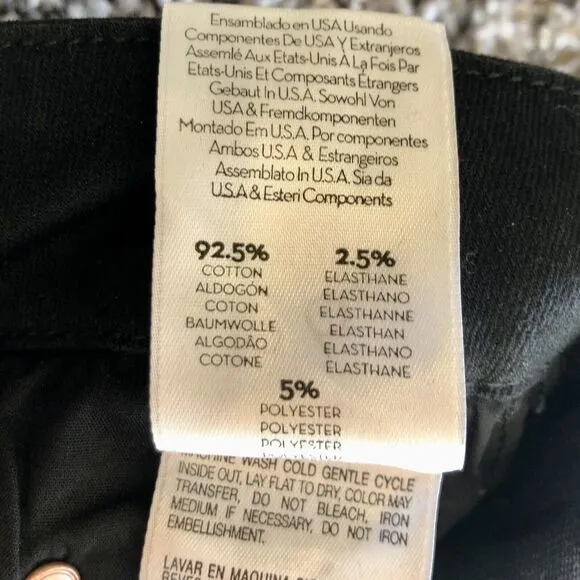 Ensamblado en USA Usando
Componentes De USA Y Extranjeros
Assemlé Aux Etats-Unis À La Fois Par
Etats-Unis Et Composants Étrangers
Gebaut In U.S.A. Sowohl Von
USA & Fremdkomponenten
Montado Em U.S.A. Por componentes
Ambos U.S.A & Estrangeiros
Assemblato In U.S.A. Sia da
U.S.A & Esteri Components
92.5%
COTTON
ALDOGÓN
COTON
BAUMWOLLE
ALGODÃO
COTONE
2.5%
ELASTHANE
ELASTHANO
ELASTHANNE
ELASTHAN
ELASTHANO
ELASTHANE
5%
POLYESTER
POLYESTER
POLYESTER
MACHINE WASH COLD GENTLE CYCLE
INSIDE OUT, LAY FLAT TO DRY, COLOR MAY
TRANSFER, DO NOT BLEACH, IRON
MEDIUM IF NECESSARY, DO NOT IRON
EMBELLISHMENT.
LAVAR EN MAQUINA